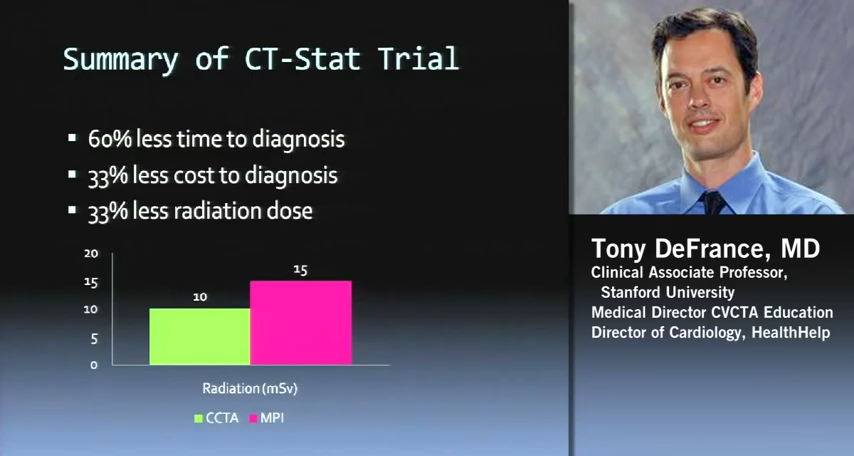 Summary of CT-Stat Trial
▪ 60% less time to diagnosis
▪ 33% less cost to diagnosis
▪ 33% less radiation dose
20
15
10
5
0
10
15
Radiation (mSv)
CCTA MPI
Tony DeFrance, MD
Clinical Associate Professor,
Stanford University
Medical Director CVCTA Education
Director of Cardiology, HealthHelp